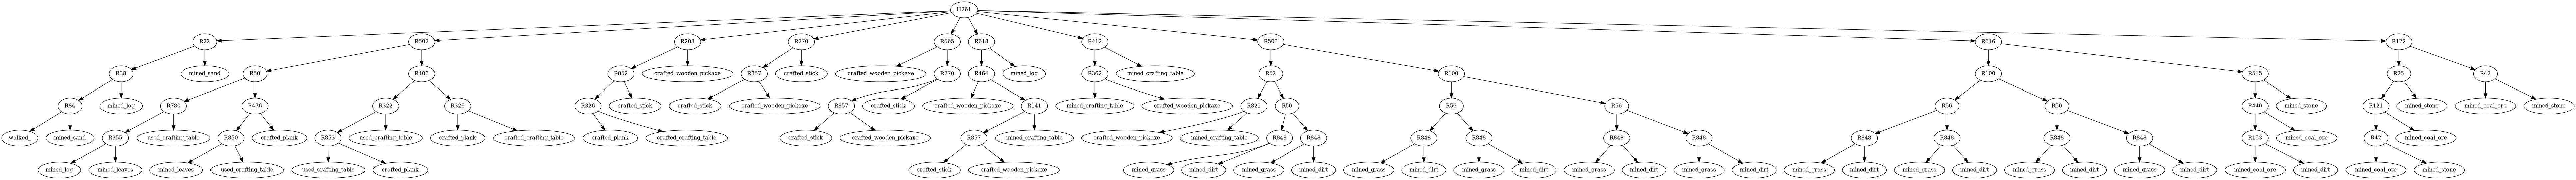 H261
R22 R502 R203 R270 R565 R618 R412 R503 R616 R122
R38 mined_sand R50 R406 R852 crafted_wooden_pickaxe R857 crafted_stick crafted_wooden_pickaxe R270 R464 mined_log R362 mined_crafting_table R52 R100 R100 R515 R25 R42
R84 mined_log R780 R476 R322 R326 R326 crafted_stick crafted_stick crafted_wooden_pickaxe R857 crafted_stick crafted_wooden_pickaxe R141 mined_crafting_table crafted_wooden_pickaxe R822 R56 R56 R56 R56 R56 R446 mined_stone R121 mined_stone mined_coal_ore mined_stone
walked_ mined_sand R355 used_crafting_table R850 crafted_plank R853 used_crafting_table crafted_plank crafted_crafting_table crafted_plank crafted_crafting_table crafted_stick crafted_wooden_pickaxe R857 mined_crafting_table crafted_wooden_pickaxe mined_crafting_table R848 R848 R848 R848 R848 R848 R848 R848 R848 R848 R153 mined_coal_ore R42 mined_coal_ore
mined_log mined_leaves mined_leaves used_crafting_table used_crafting_table crafted_plank crafted_stick crafted_wooden_pickaxe mined_grass mined_dirt mined_grass mined_dirt mined_grass mined_dirt mined_grass mined_dirt mined_grass mined_dirt mined_grass mined_dirt mined_grass mined_dirt mined_grass mined_dirt mined_grass mined_dirt mined_grass mined_dirt mined_coal_ore mined_dirt mined_coal_ore mined_stone